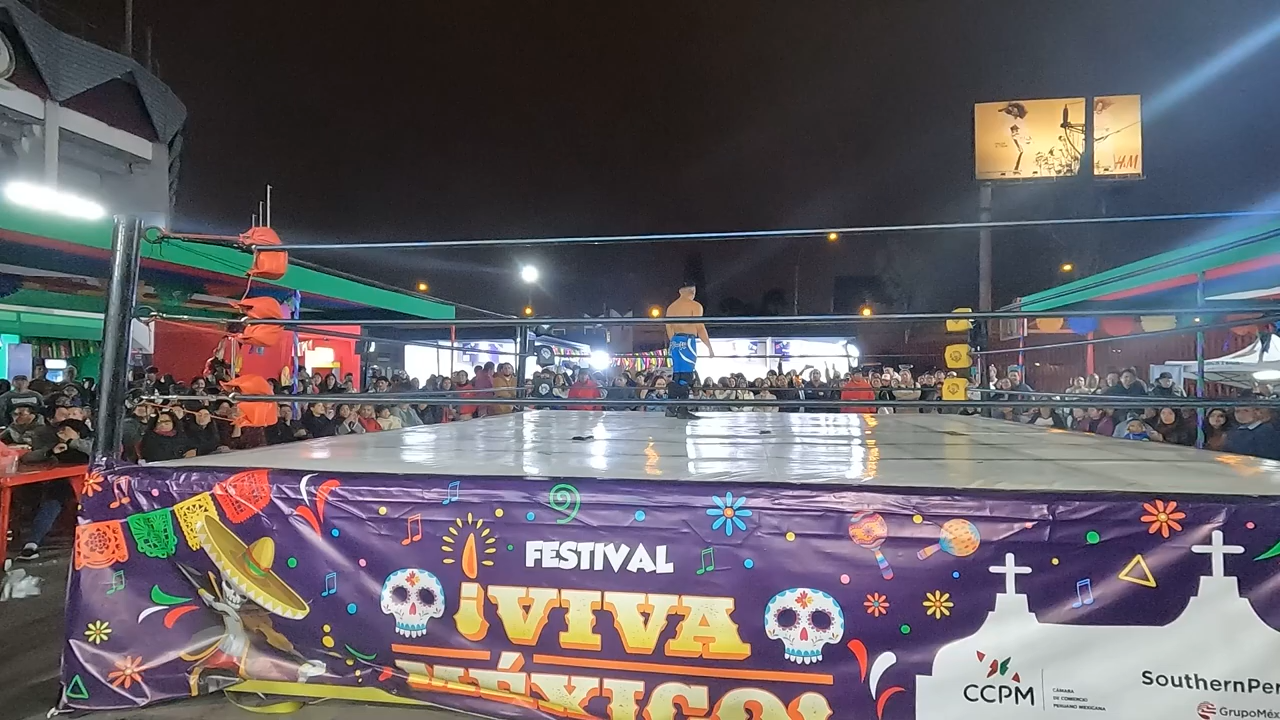 H&M
FESTIVAL
¡VIVA
MÉXICO!
CCPM
CÁMARA
DE COMERCIO
PERUANO MEXICANA
SouthernPer
GrupoMéx